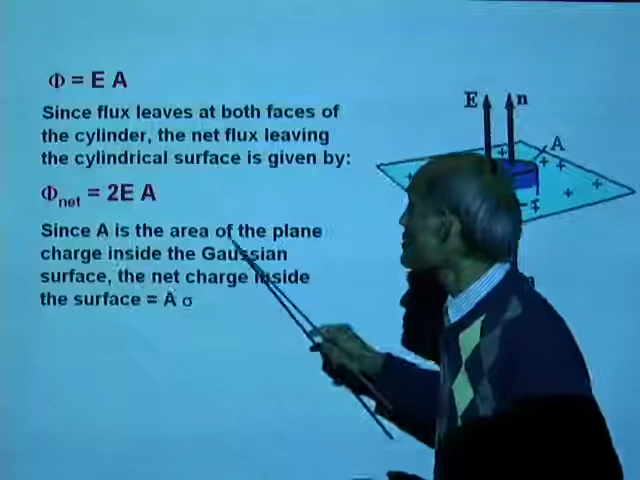 Φ = E A
Since flux leaves at both faces of
the cylinder, the net flux leaving
the cylindrical surface is given by:
Φnet = 2E A
Since A is the area of the plane
charge inside the Gaussian
surface, the net charge inside
the surface = A σ
E
n
A